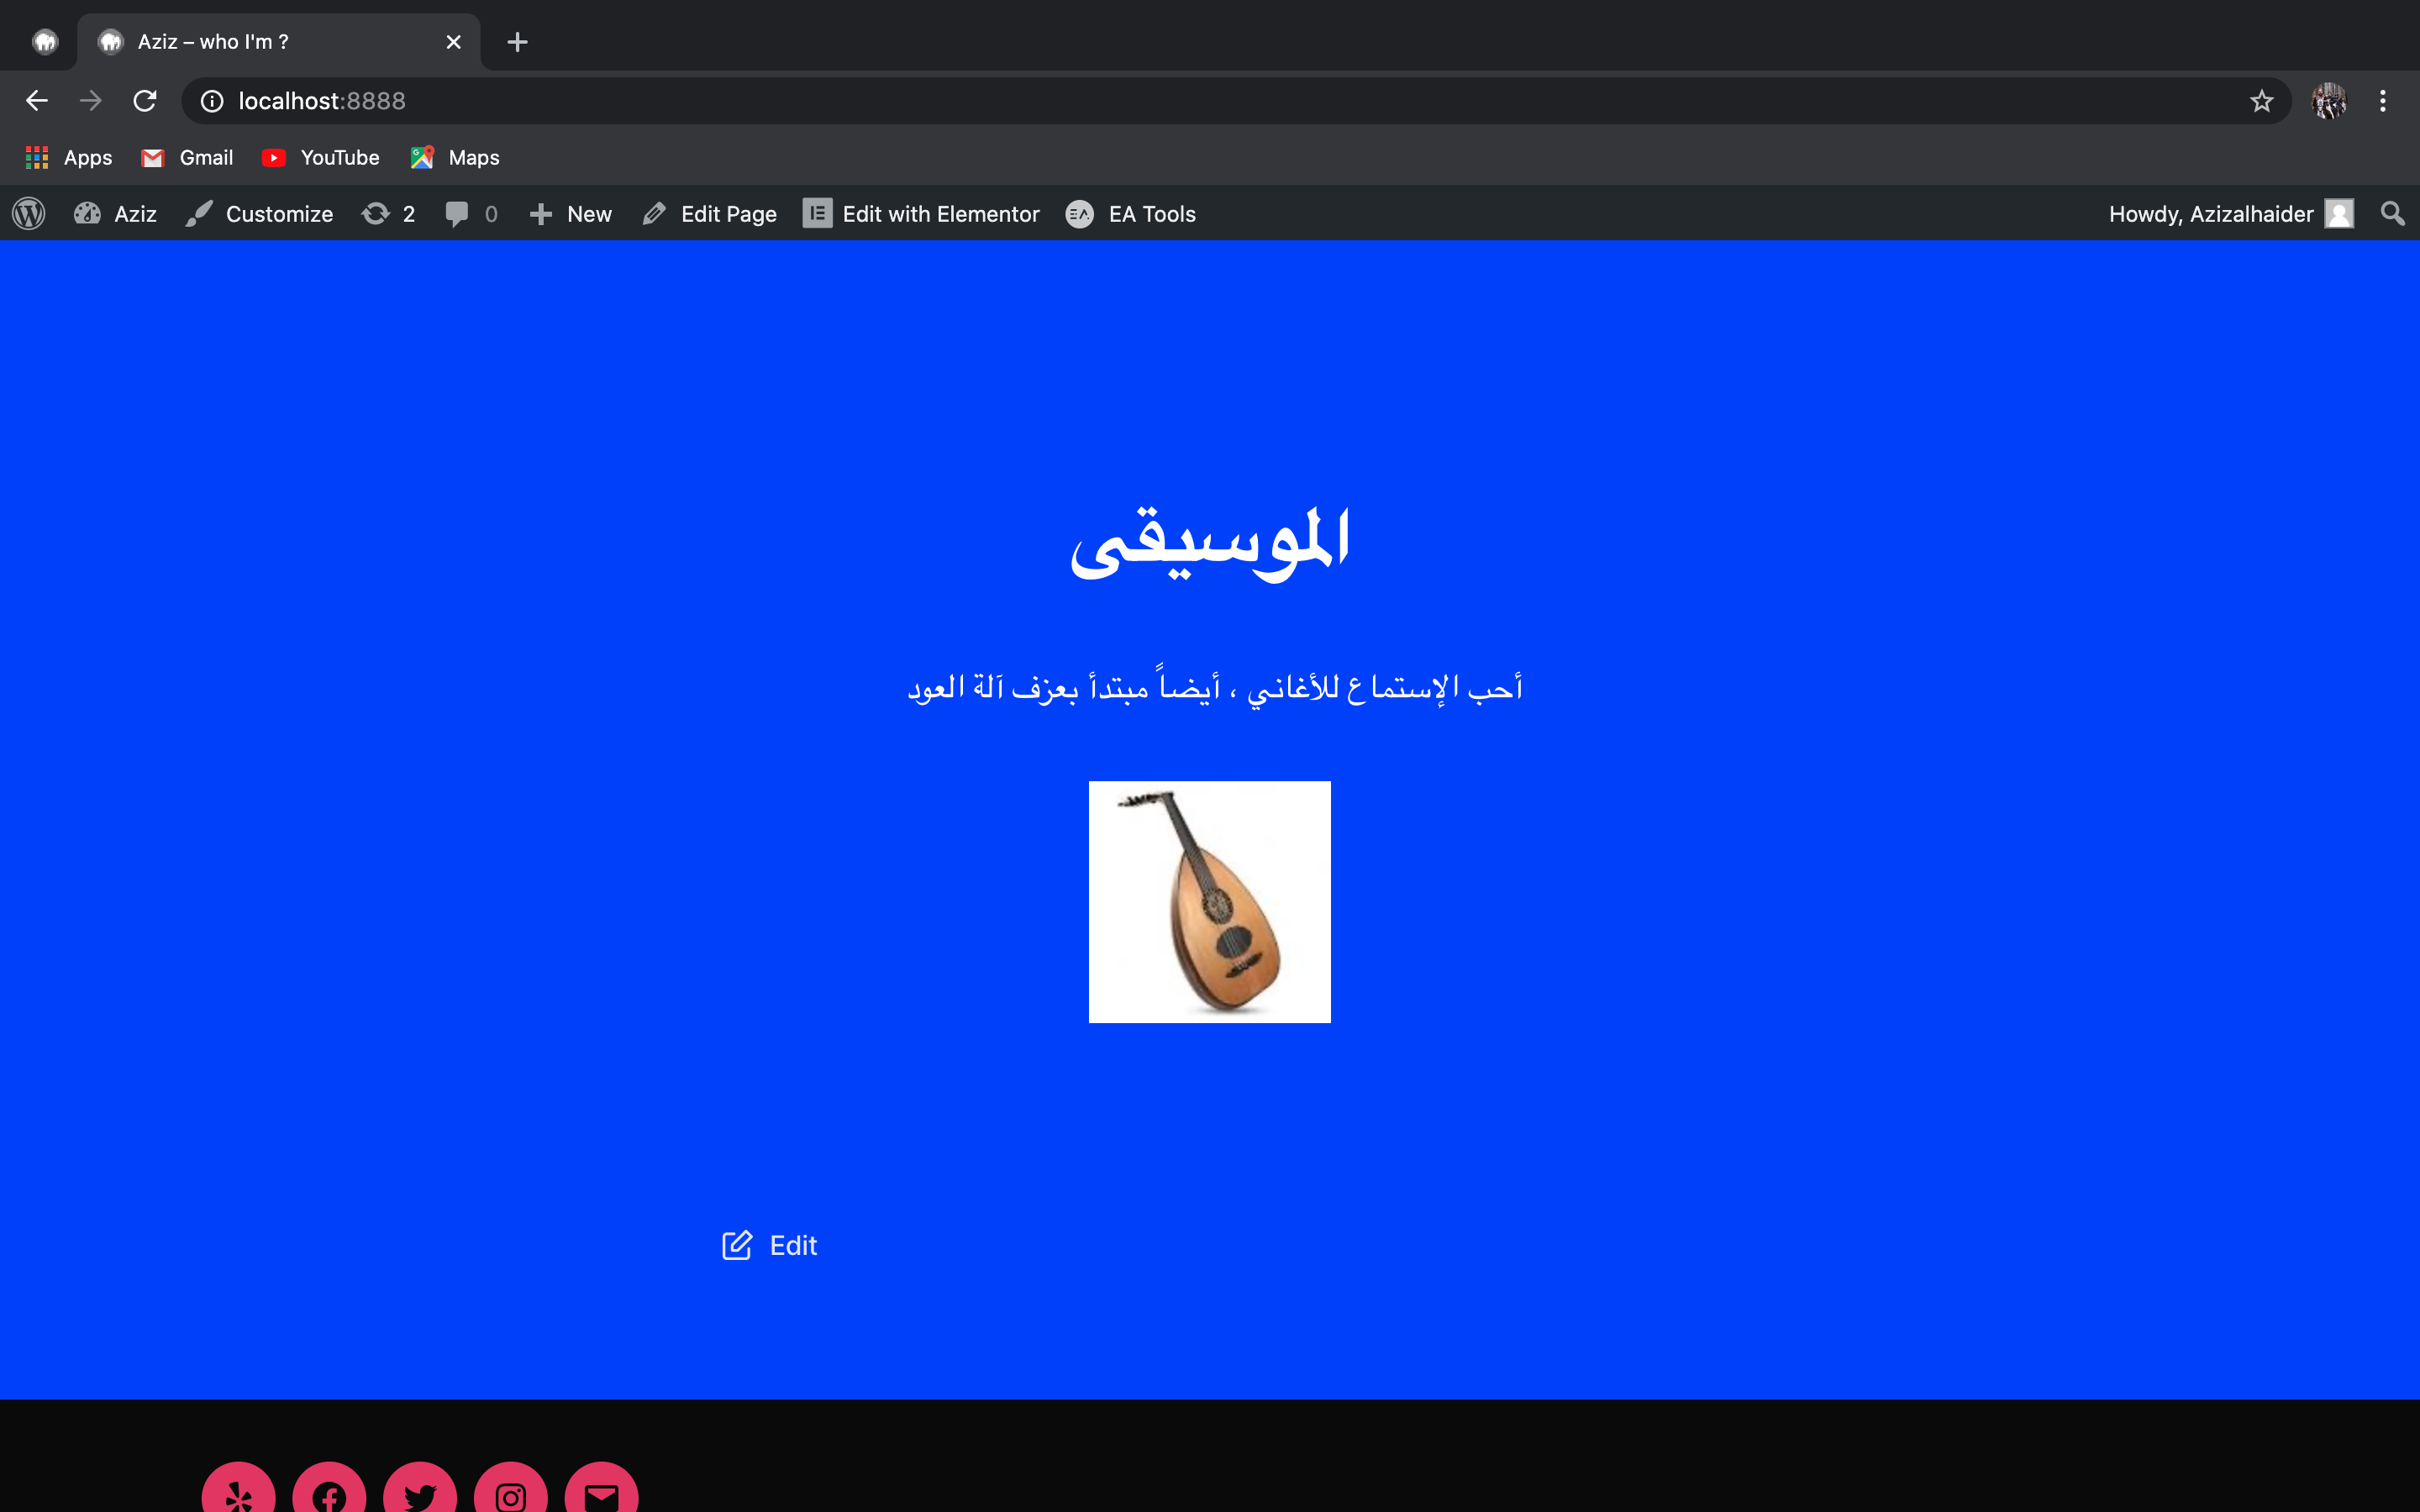 Aziz – who I'm ?
localhost:8888
Apps Gmail YouTube Maps
Aziz Customize 2 0 New Edit Page Edit with Elementor EA Tools Howdy, Azizalhaider
الموسيقى
أحب الإستماع للأغاني ، أيضاً مبتدأ بعزف آلة العود
Edit